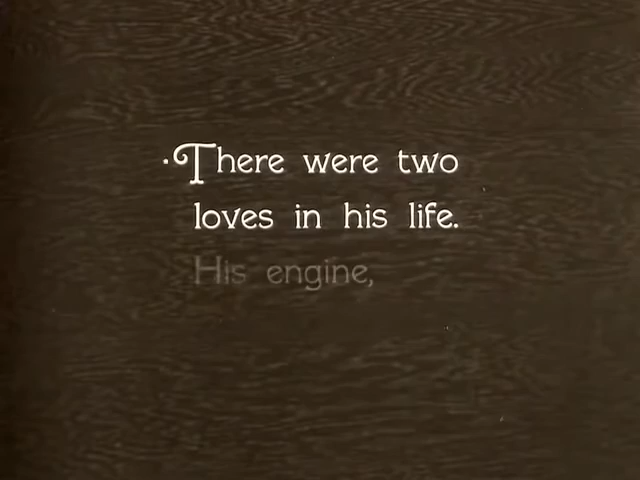 ·There were two
loves in his life.
His engine,